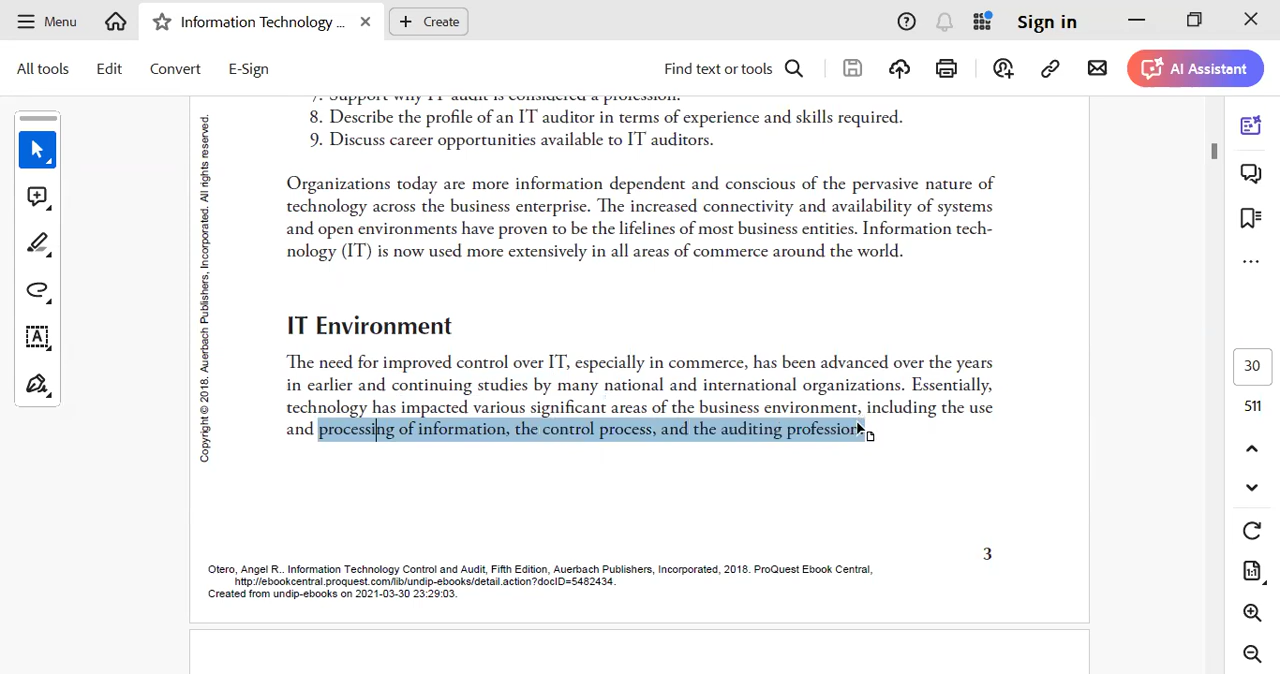 Menu
Information Technology ...
Create
Sign in
All tools
Edit
Convert
E-Sign
Find text or tools
AI Assistant
7. Support why IT audit is considered a profession.
8. Describe the profile of an IT auditor in terms of experience and skills required.
9. Discuss career opportunities available to IT auditors.
Copyright © 2018. Auerbach Publishers, Incorporated. All rights reserved.
Organizations today are more information dependent and conscious of the pervasive nature of
technology across the business enterprise. The increased connectivity and availability of systems
and open environments have proven to be the lifelines of most business entities. Information tech-
nology (IT) is now used more extensively in all areas of commerce around the world.
IT Environment
The need for improved control over IT, especially in commerce, has been advanced over the years
in earlier and continuing studies by many national and international organizations. Essentially,
technology has impacted various significant areas of the business environment, including the use
and processing of information, the control process, and the auditing profession.
3
Otero, Angel R.. Information Technology Control and Audit, Fifth Edition, Auerbach Publishers, Incorporated, 2018. ProQuest Ebook Central,
http://ebookcentral.proquest.com/lib/undip-ebooks/detail.action?docID=5482434.
Created from undip-ebooks on 2021-03-30 23:29:03.
30
511
1:1